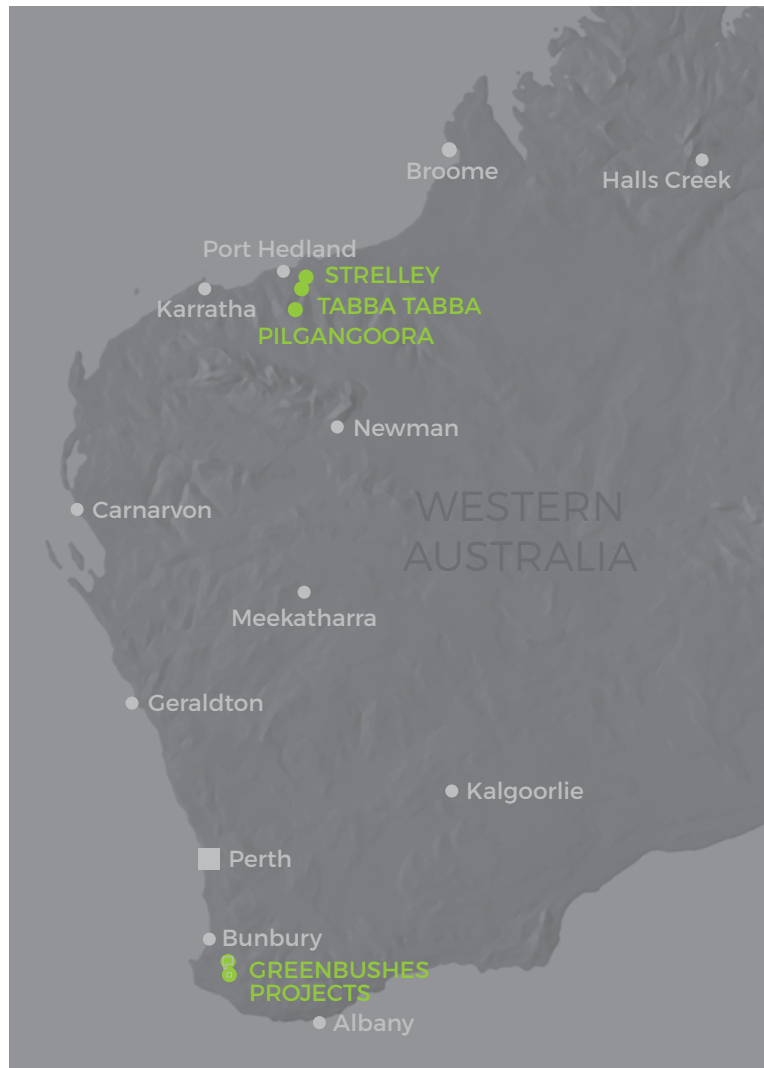 Broome
Halls Creek
Port Hedland
STRELLEY
Karratha
TABBA TABBA
PILGANGOORA
Newman
WESTERN
AUSTRALIA
Carnarvon
Meekatharra
Geraldton
Kalgoorlie
Perth
Bunbury
GREENBUSHES
PROJECTS
Albany